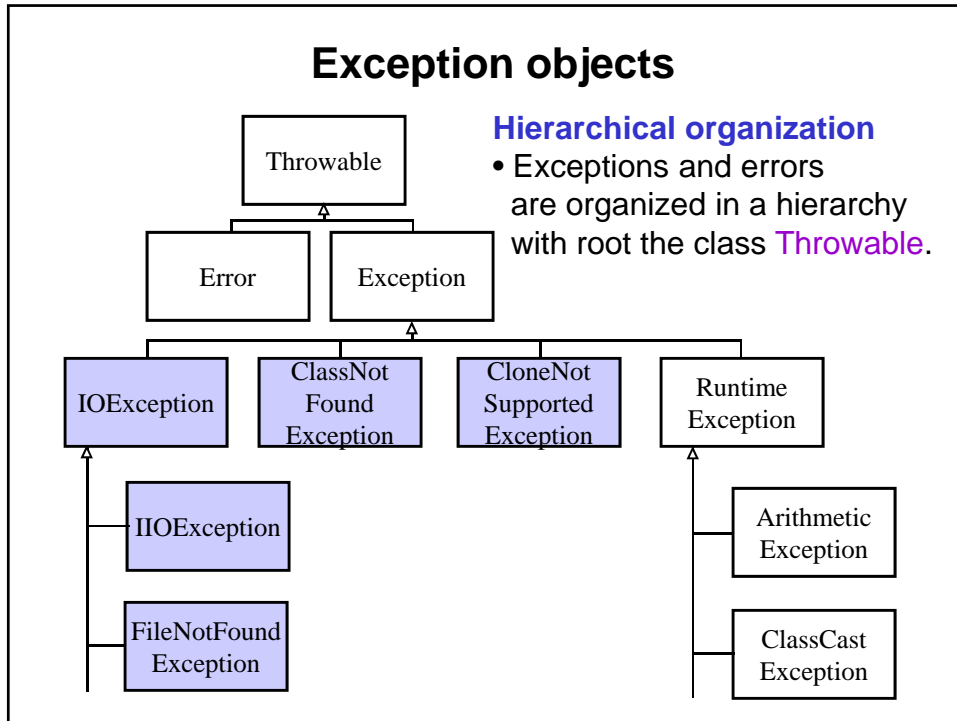 Exception objects
Hierarchical organization
• Exceptions and errors
are organized in a hierarchy
with root the class Throwable.
Throwable
Error
Exception
IOException
ClassNot
Found
Exception
CloneNot
Supported
Exception
Runtime
Exception
IIOException
Arithmetic
Exception
FileNotFound
Exception
ClassCast
Exception